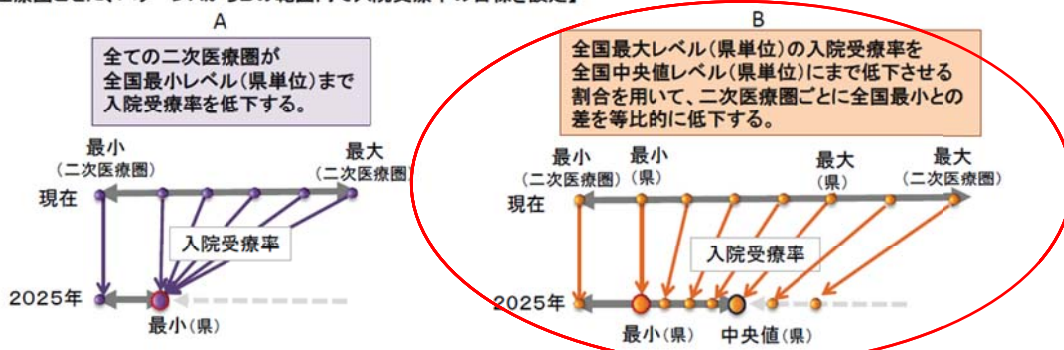 A
全ての二次医療圏が
全国最小レベル(県単位)まで
入院受療率を低下する。
最小
(二次医療圏)
最大
(二次医療圏)
現在
入院受療率
2025年
最小(県)
B
全国最大レベル(県単位)の入院受療率を
全国中央値レベル(県単位)にまで低下させる
割合を用いて、二次医療圏ごとに全国最小との
差を等比的に低下する。
最小
(二次医療圏)
最小
(県)
最大
(県)
最大
(二次医療圏)
現在
入院受療率
2025年
最小(県)
中央値(県)